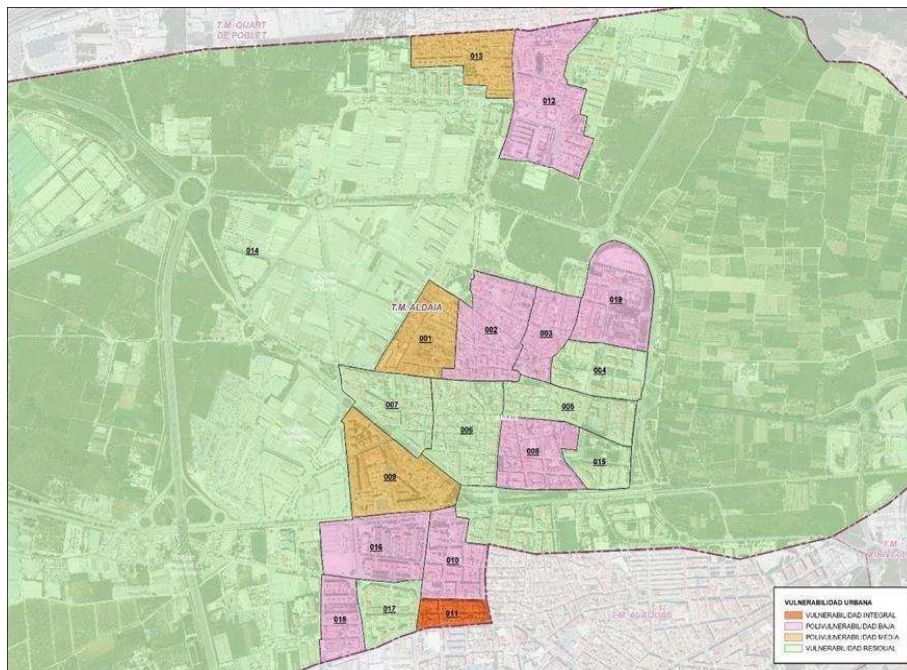 T.M. QUART
DE POBLET
013
012
014
019
T.M. ALDAIA
001
002
003
004
007
005
006
008
015
009
016
010
017
018
011
T.M. ALAQUÀS
T.M.
VULNERABILIDAD URBANA
VULNERABILIDAD INTEGRAL
POLIVULNERABILIDAD BAJA
POLIVULNERABILIDAD MEDIA
VULNERABILIDAD RESIDUAL